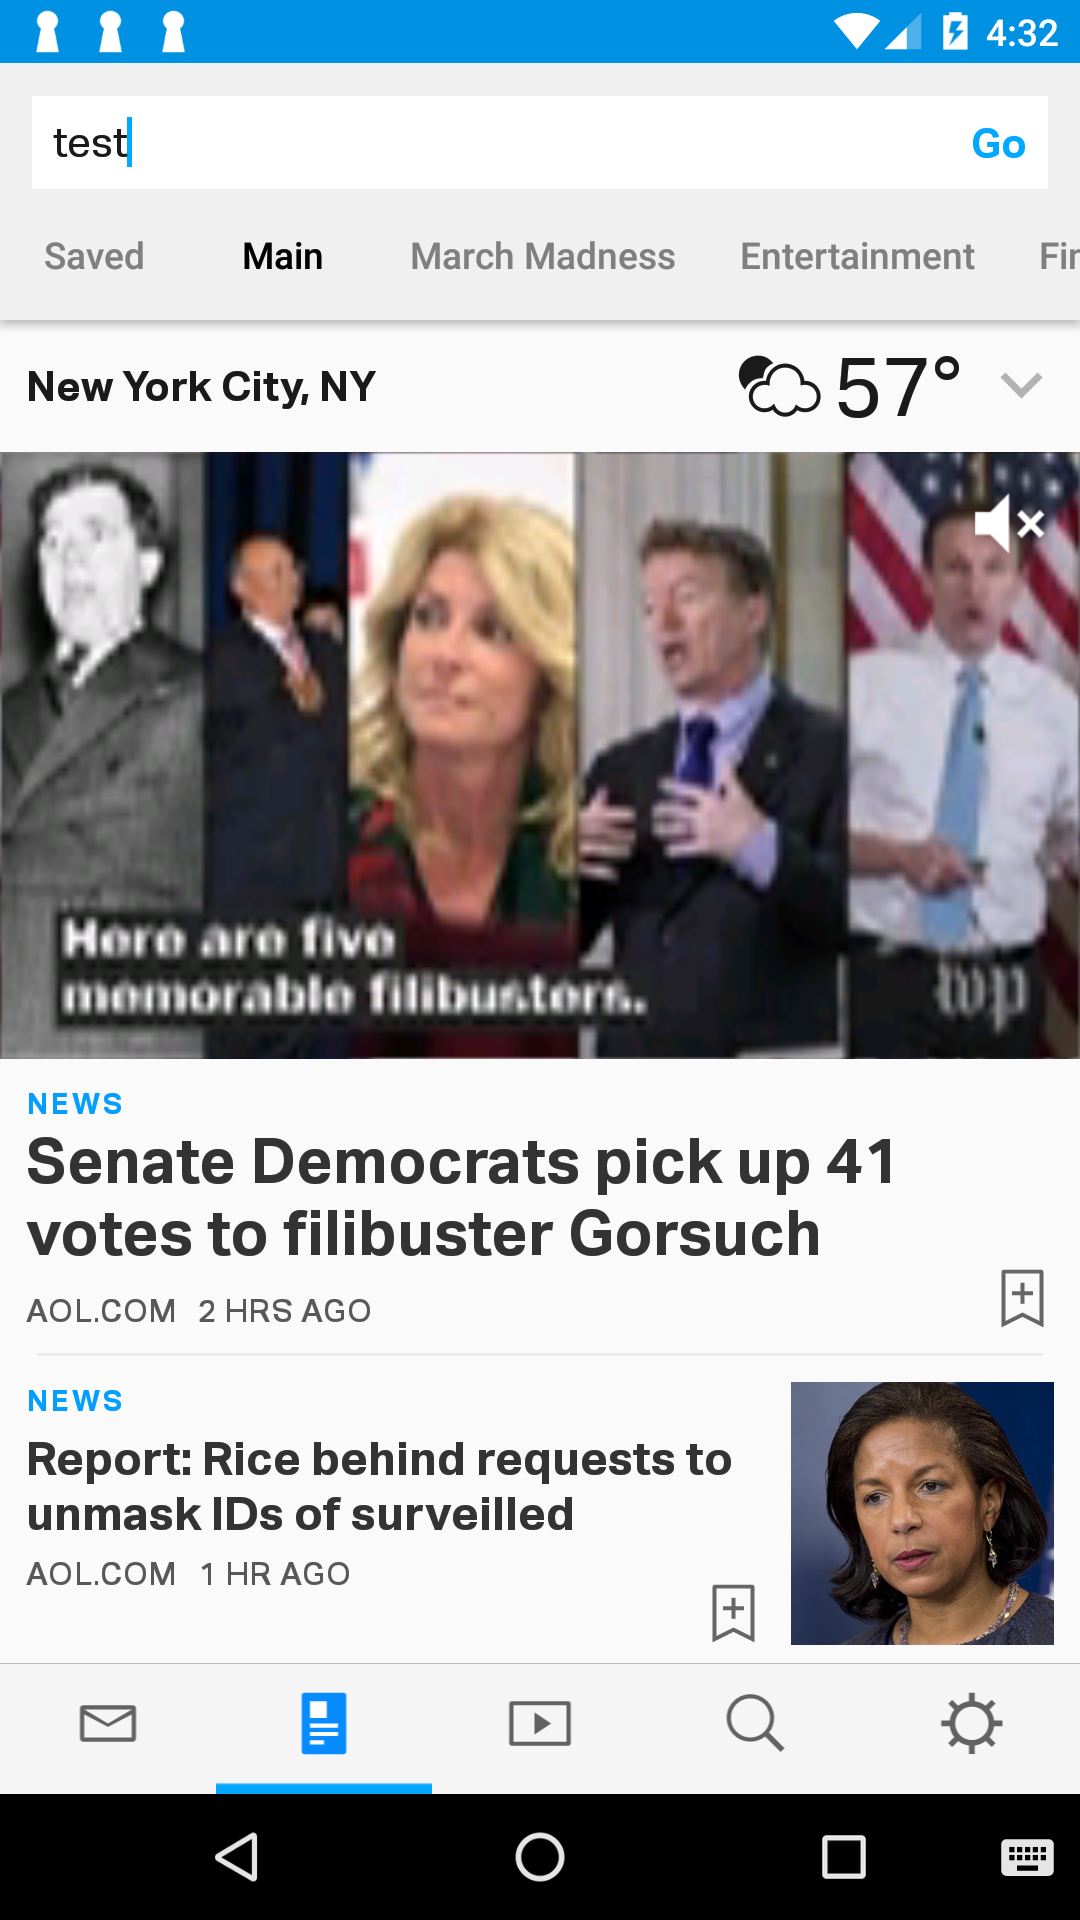 4:32
test
Go
Saved Main March Madness Entertainment Fin
New York City, NY
57°
Here are five
memorable filibusters.
wp
NEWS
Senate Democrats pick up 41
votes to filibuster Gorsuch
AOL.COM 2 HRS AGO
NEWS
Report: Rice behind requests to
unmask IDs of surveilled
AOL.COM 1 HR AGO